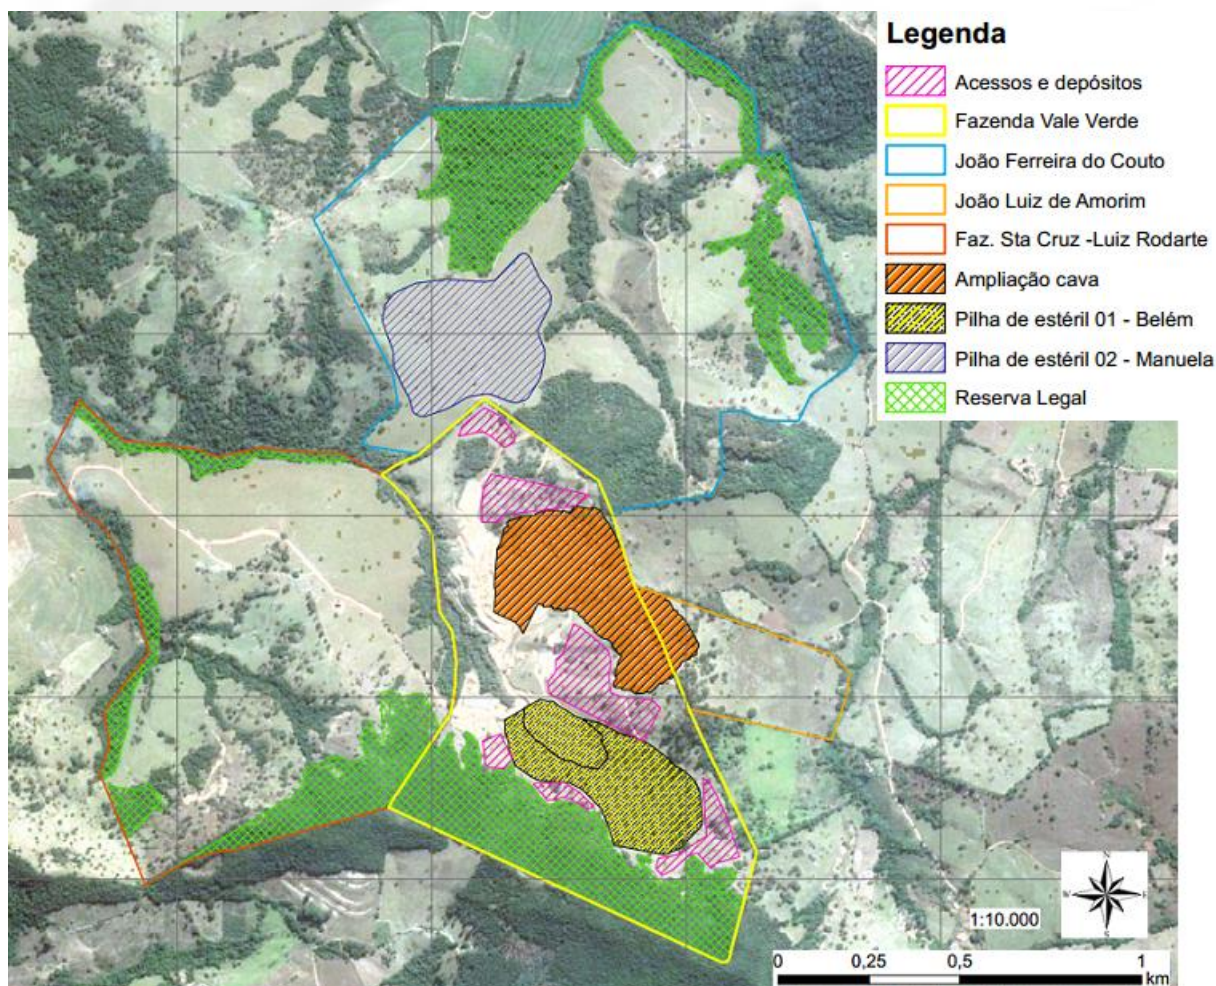 Legenda
Acessos e depósitos
Fazenda Vale Verde
João Ferreira do Couto
João Luiz de Amorim
Faz. Sta Cruz -Luiz Rodarte
Ampliação cava
Pilha de estéril 01 - Belém
Pilha de estéril 02 - Manuela
Reserva Legal
N
W
E
S
1:10.000
0 0,25 0,5 1
km